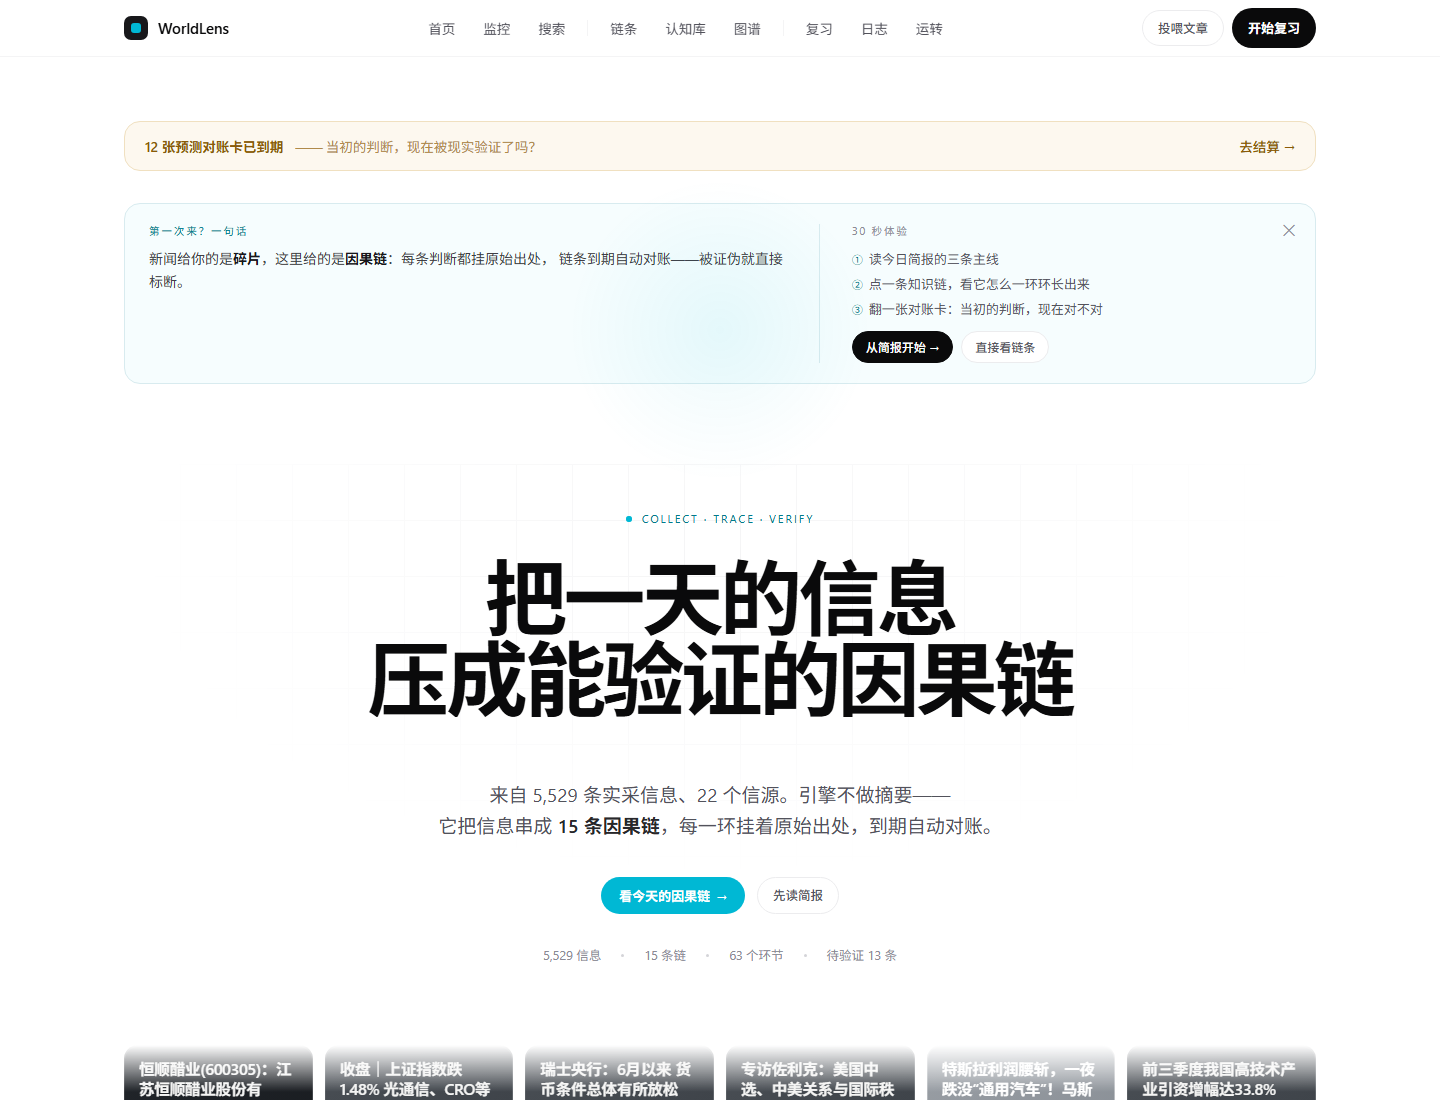 WorldLens
首页 监控 搜索 链条 认知库 图谱 复习 日志 运转
投喂文章 开始复习
12 张预测对账卡已到期 —— 当初的判断，现在被现实验证了吗？ 去结算 →
第一次来？一句话
新闻给你的是碎片，这里给的是因果链：每条判断都挂原始出处， 链条到期自动对账——被证伪就直接
标断。
30 秒体验
① 读今日简报的三条主线
② 点一条知识链，看它怎么一环环长出来
③ 翻一张对账卡：当初的判断，现在对不对
从简报开始 → 直接看链条
COLLECT · TRACE · VERIFY
把一天的信息
压成能验证的因果链
来自 5,529 条实采信息、22 个信源。引擎不做摘要——
它把信息串成 15 条因果链，每一环挂着原始出处，到期自动对账。
看今天的因果链 → 先读简报
5,529 信息 · 15 条链 · 63 个环节 · 待验证 13 条
恒顺醋业(600305)：江
苏恒顺醋业股份有
收盘｜上证指数跌
1.48% 光通信、CRO等
瑞士央行：6月以来 货
币条件总体有所放松
专访佐利克：美国中
选、中美关系与国际秩
特斯拉利润腰斩，一夜
跌没“通用汽车”！马斯
前三季度我国高技术产
业引资增幅达33.8%